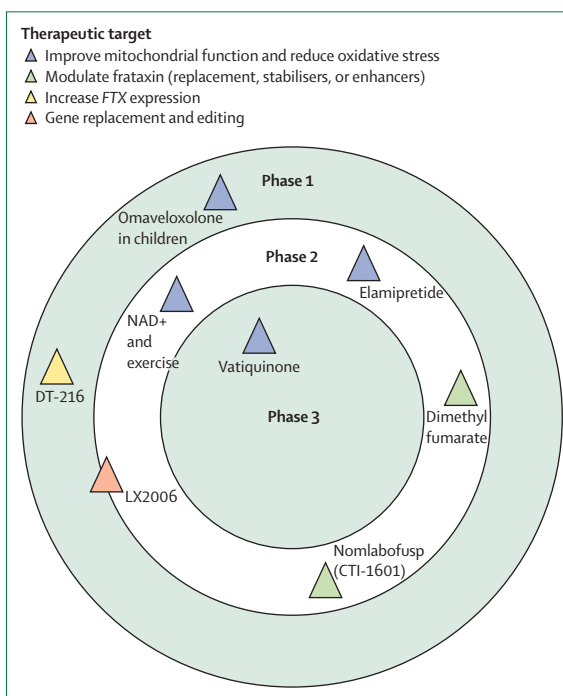 Therapeutic target
Improve mitochondrial function and reduce oxidative stress
Modulate frataxin (replacement, stabilisers, or enhancers)
Increase FTX expression
Gene replacement and editing
Phase 1
Omaveloxolone
in children
Phase 2
Elamipretide
NAD+
and
exercise
Vatiquinone
DT-216
Phase 3
Dimethyl
fumarate
LX2006
Nomlabofusp
(CTI-1601)